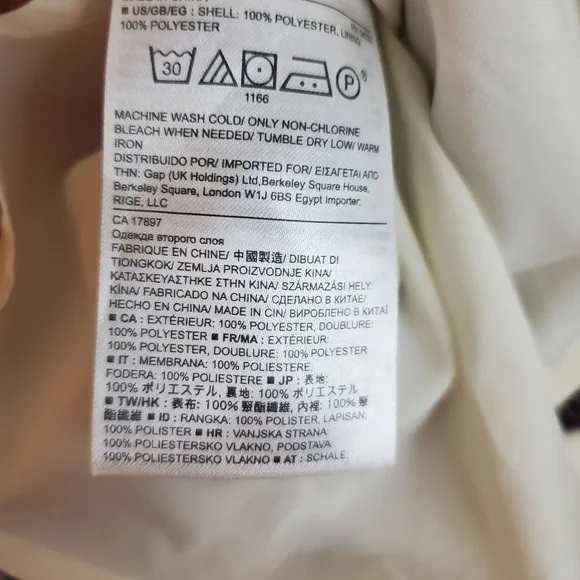 ■ US/GB/EG : SHELL: 100% POLYESTER, LINING:
100% POLYESTER
30 P ®
1166
MACHINE WASH COLD/ ONLY NON-CHLORINE
BLEACH WHEN NEEDED/ TUMBLE DRY LOW/ WARM
IRON
DISTRIBUIDO POR/ IMPORTED FOR/ ΕΙΣΑΓΕΤΑΙ ΑΠΟ
ΤΗΝ: Gap (UK Holdings) Ltd,Berkeley Square House,
Berkeley Square, London W1J 6BS Egypt Importer:
RIGE, LLC
CA 17897
Одежда второго слоя
FABRIQUE EN CHINE/ 中國製造/ DIBUAT DI
TIONGKOK/ ZEMLJA PROIZVODNJE KINA/
ΚΑΤΑΣΚΕΥΑΣΤΗΚΕ ΣΤΗΝ ΚΙΝΑ/ SZÁRMAZÁSI HELY:
KÍNA/ FABRICADO NA CHINA/ СДЕЛАНО В КИТАЕ/
HECHO EN CHINA/ MADE IN CIN/ ВИРОБЛЕНО В КИТАЇ
■ CA : EXTÉRIEUR: 100% POLYESTER, DOUBLURE:
100% POLYESTER ■ FR/MA : EXTÉRIEUR:
100% POLYESTER, DOUBLURE: 100% POLYESTER
■ IT : MEMBRANA: 100% POLIESTERE,
FODERA: 100% POLIESTERE ■ JP : 表地:
100% ポリエステル, 裏地: 100% ポリエステル
■ TW/HK : 表布: 100% 聚酯纖維, 內裡: 100% 聚
酯纖維 ■ ID : RANGKA: 100% POLIESTER, LAPISAN:
100% POLIESTER ■ HR : VANJSKA STRANA:
100% POLIESTERSKO VLAKNO, PODSTAVA:
100% POLIESTERSKO VLAKNO ■ AT : SCHALE: